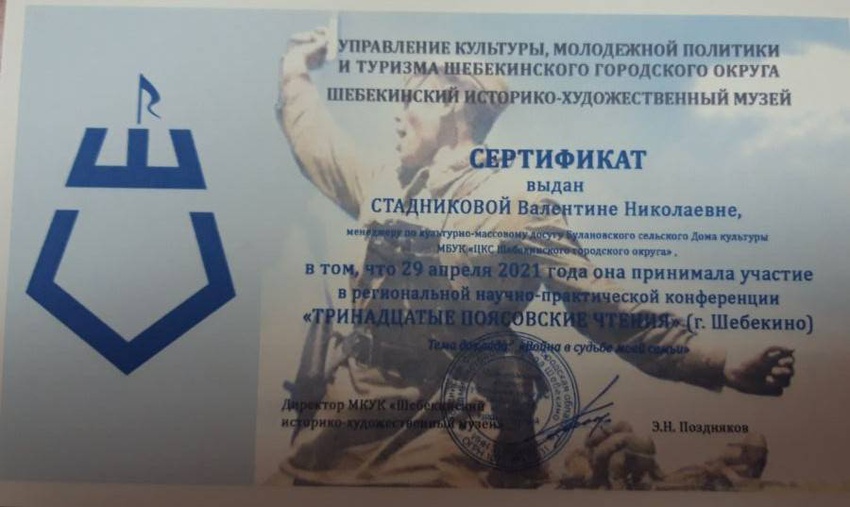 УПРАВЛЕНИЕ КУЛЬТУРЫ, МОЛОДЕЖНОЙ ПОЛИТИКИ
И ТУРИЗМА ШЕБЕКИНСКОГО ГОРОДСКОГО ОКРУГА
ШЕБЕКИНСКИЙ ИСТОРИКО-ХУДОЖЕСТВЕННЫЙ МУЗЕЙ
СЕРТИФИКАТ
выдан
СТАДНИКОВОЙ Валентине Николаевне,
менеджеру по культурно-массовому досугу Булановского сельского Дома культуры
МБУК «ЦКС Шебекинского городского округа» ,
в том, что 29 апреля 2021 года она принимала участие
в региональной научно-практической конференции
«ТРИНАДЦАТЫЕ ПОЯСОВСКИЕ ЧТЕНИЯ» (г. Шебекино)
Тема доклада: «Война в судьбе моей семьи»
Директор МКУК «Шебекинский
историко-художественный музей»
Э.Н. Поздняков